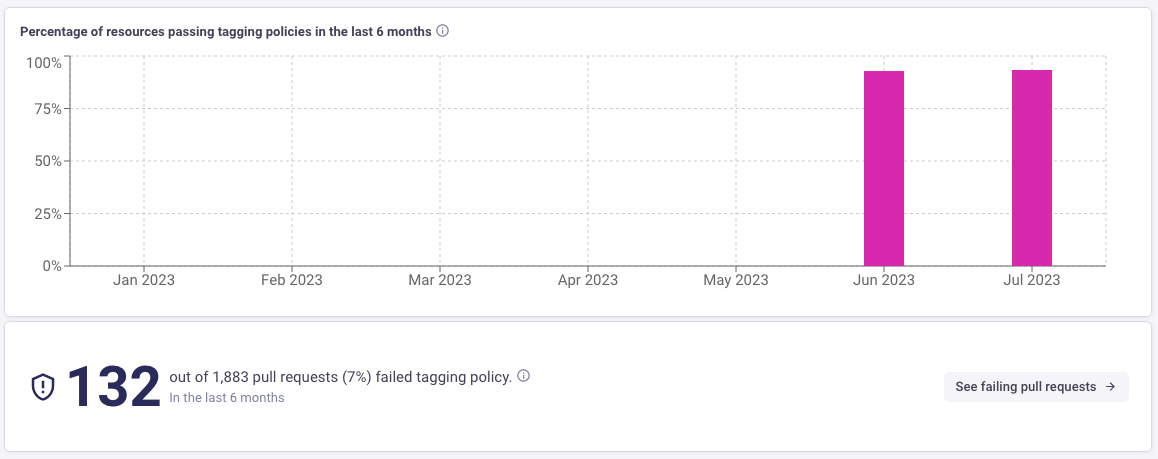 Percentage of resources passing tagging policies in the last 6 months
100%
75%
50%
25%
0%
Jan 2023 Feb 2023 Mar 2023 Apr 2023 May 2023 Jun 2023 Jul 2023
132 out of 1,883 pull requests (7%) failed tagging policy.
In the last 6 months
See failing pull requests →